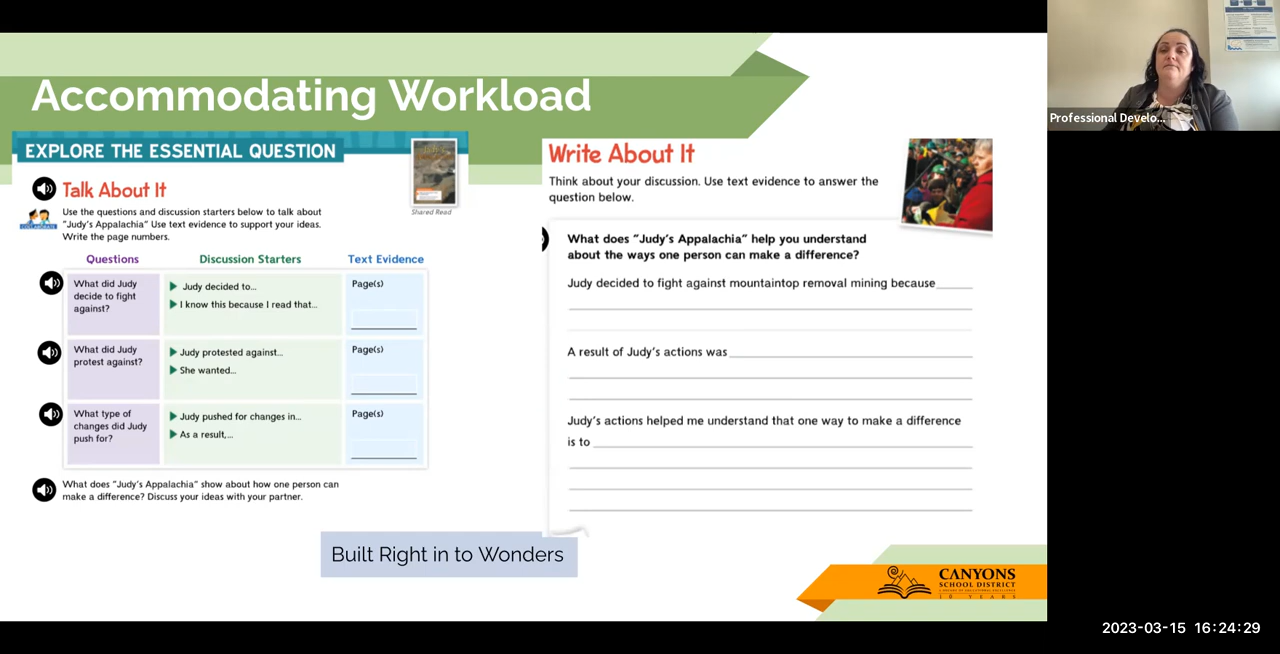 Accommodating Workload
EXPLORE THE ESSENTIAL QUESTION
Talk About It
Shared Read
COLLABORATE
Use the questions and discussion starters below to talk about
“Judy’s Appalachia” Use text evidence to support your ideas.
Write the page numbers.
Questions
Discussion Starters
Text Evidence
What did Judy
decide to fight
against?
Judy decided to...
I know this because I read that...
Page(s)
What did Judy
protest against?
Judy protested against...
She wanted...
Page(s)
What type of
changes did Judy
push for?
Judy pushed for changes in...
As a result,...
Page(s)
What does “Judy’s Appalachia” show about how one person can
make a difference? Discuss your ideas with your partner.
Write About It
Think about your discussion. Use text evidence to answer the
question below.
What does “Judy’s Appalachia” help you understand
about the ways one person can make a difference?
Judy decided to fight against mountaintop removal mining because
A result of Judy’s actions was
Judy’s actions helped me understand that one way to make a difference
is to
Built Right in to Wonders
CANYONS
SCHOOL DISTRICT
10 YEARS
Professional Develo...
2023-03-15 16:24:29